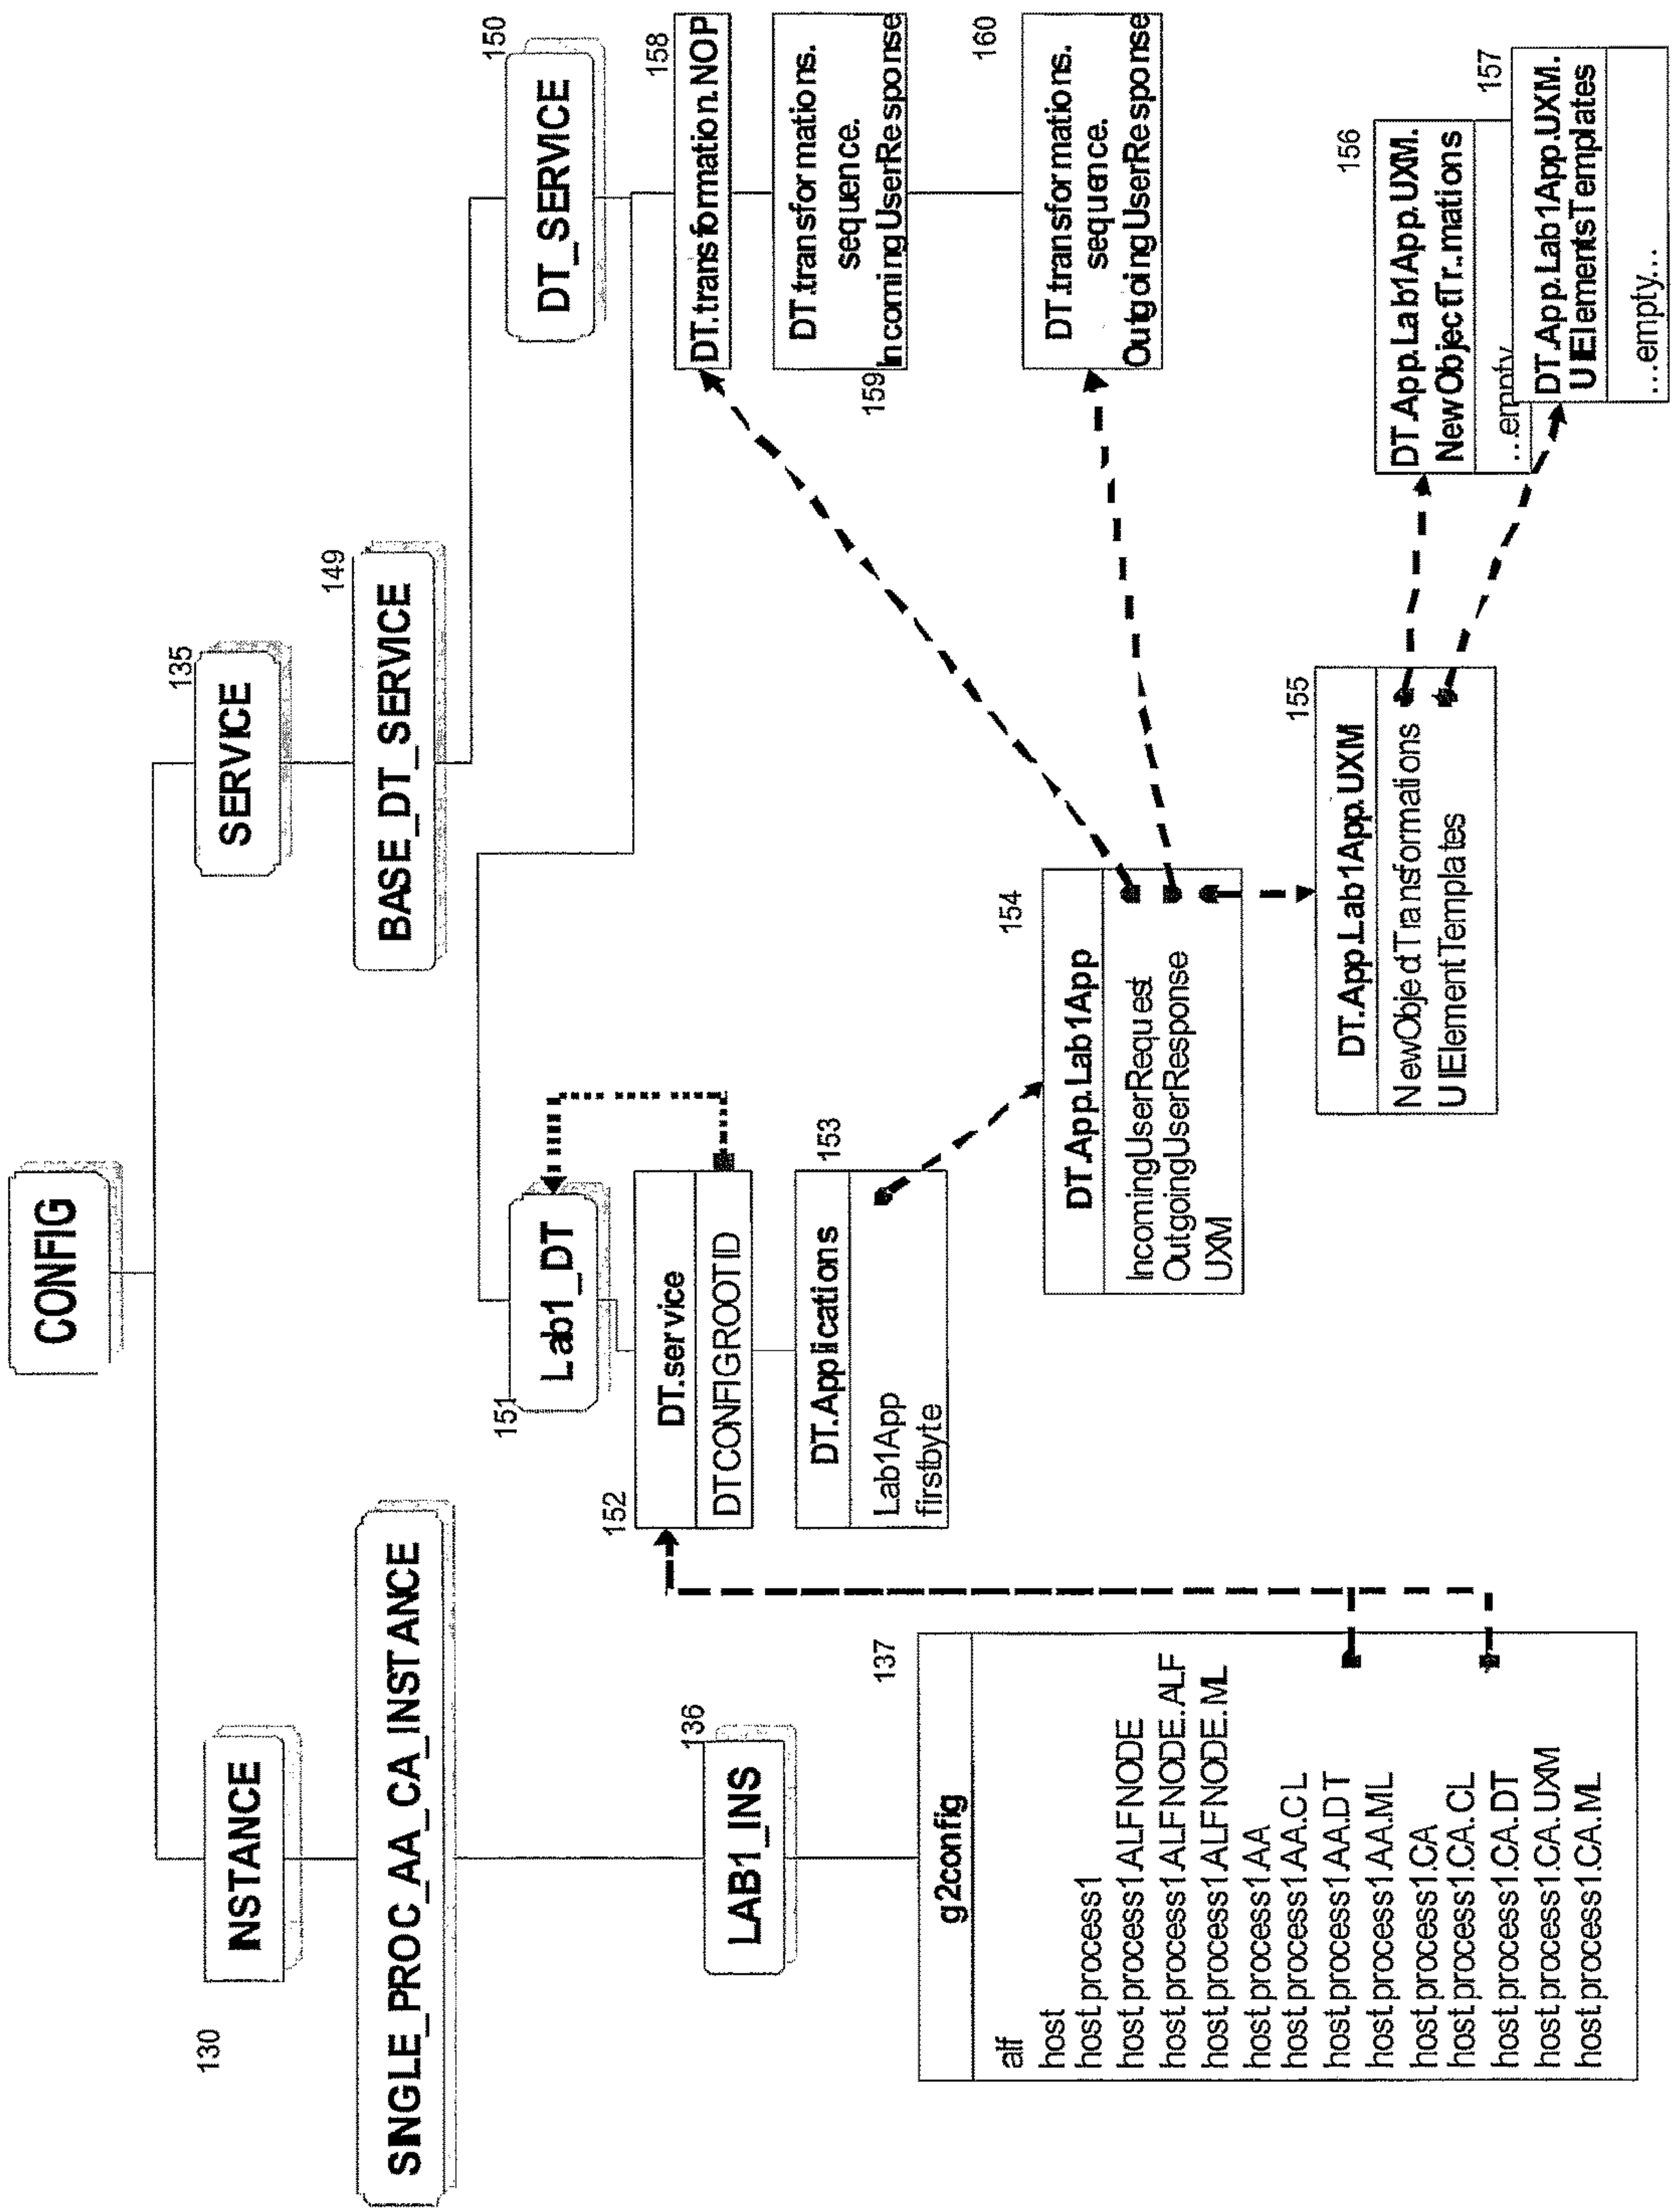 CONFIG
INSTANCE
130
SINGLE_PROC_AA_CA_INSTANCE
LAB1_INS
136
g2config
137
alf
host
host.process1
host.process1.ALFNODE
host.process1.ALFNODE.ALF
host.process1.ALFNODE.ML
host.process1.AA
host.process1.AA.CL
host.process1.AA.DT
host.process1.AA.ML
host.process1.CA
host.process1.CA.CL
host.process1.CA.DT
host.process1.CA.UXM
host.process1.CA.ML
SERVICE
135
BASE_DT_SERVICE
149
Lab1_DT
151
DT.service
152
DTCONFIGROOTID
DT.Applications
153
Lab1App
firstbyte
DT.App.Lab1App
154
IncomingUserRequest
OutgoingUserResponse
UXM
DT.App.Lab1App.UXM
155
NewObjectTransformations
UIElementTemplates
DT_SERVICE
150
DT.transformation.NOP
158
DT.transformations.
sequence.
IncomingUserResponse
159
DT.transformations.
sequence.
OutgoingUserResponse
160
DT.App.Lab1App.UXM.
NewObjectTr..mations
156
...empty
DT.App.Lab1App.UXM.
UIElementsTemplates
157
...empty...